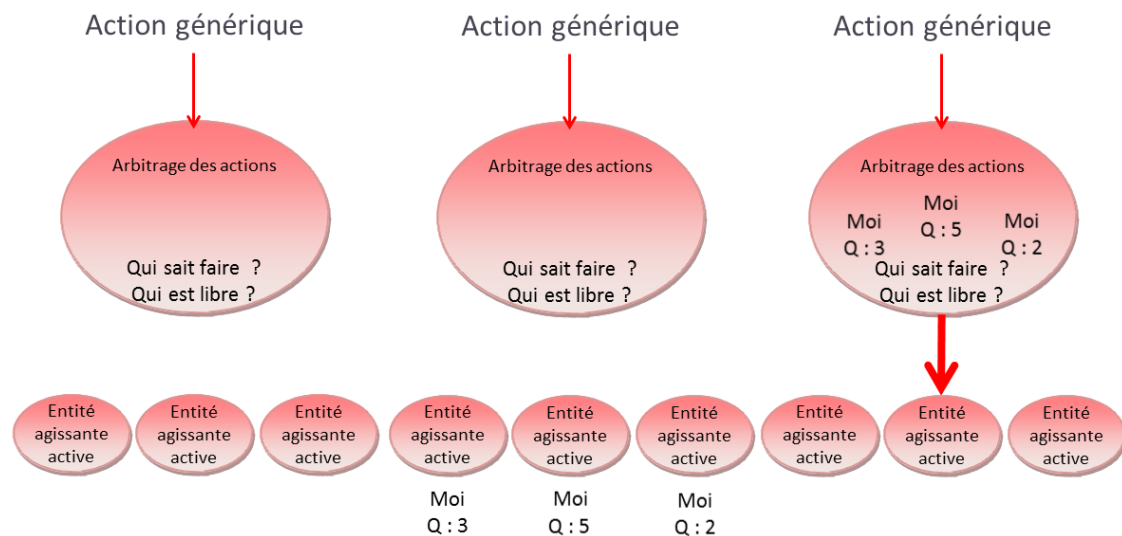 Action générique
Arbitrage des actions
Qui sait faire ?
Qui est libre ?
Entité
agissante
active
Entité
agissante
active
Entité
agissante
active
Action générique
Arbitrage des actions
Qui sait faire ?
Qui est libre ?
Entité
agissante
active
Entité
agissante
active
Entité
agissante
active
Moi
Q : 3
Moi
Q : 5
Moi
Q : 2
Action générique
Arbitrage des actions
Moi
Q : 3
Moi
Q : 5
Moi
Q : 2
Qui sait faire ?
Qui est libre ?
Entité
agissante
active
Entité
agissante
active
Entité
agissante
active